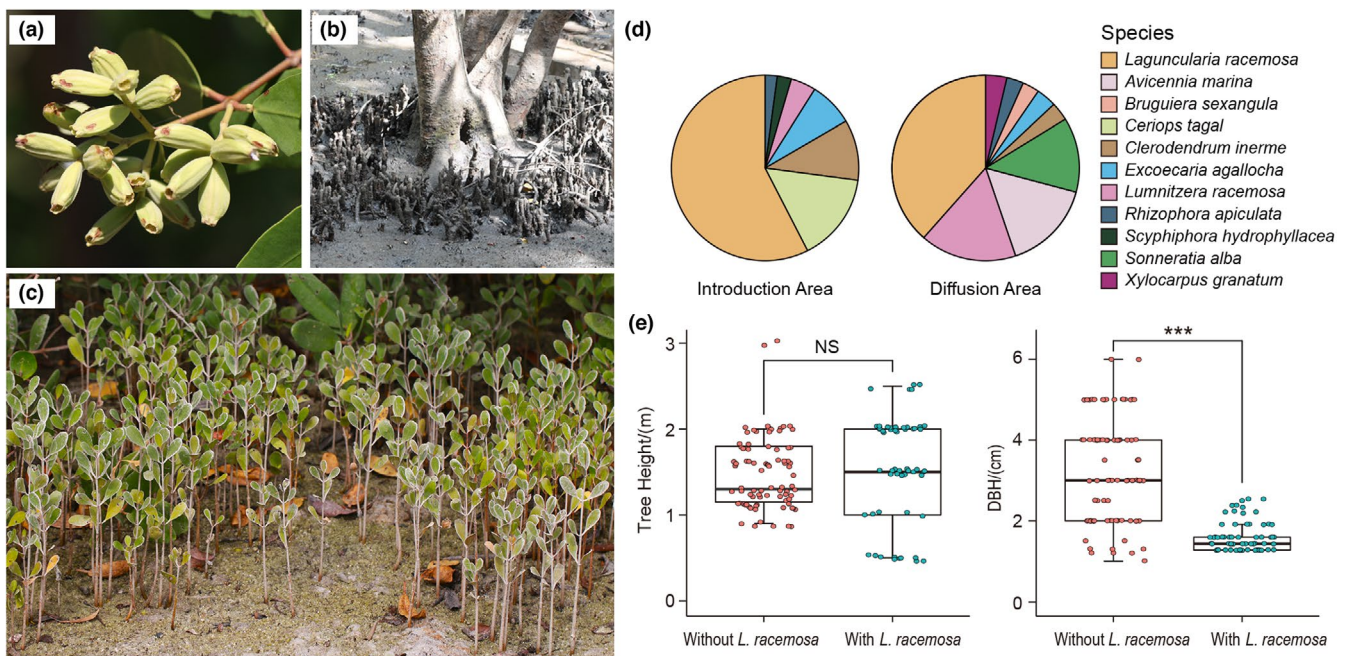 (a)
(b)
(c)
(d)
Species
Laguncularia racemosa
Avicennia marina
Bruguiera sexangula
Ceriops tagal
Clerodendrum inerme
Excoecaria agallocha
Lumnitzera racemosa
Rhizophora apiculata
Scyphiphora hydrophyllacea
Sonneratia alba
Xylocarpus granatum
Introduction Area
Diffusion Area
(e)
Tree Height/(m)
3
2
1
0
NS
Without L. racemosa
With L. racemosa
DBH/(cm)
6
4
2
0
***
Without L. racemosa
With L. racemosa